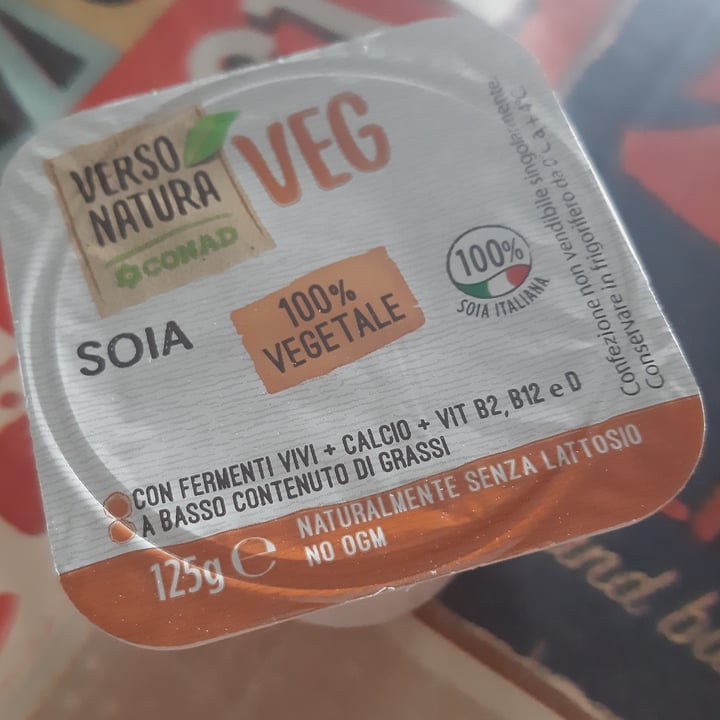 VERSO
NATURA
CONAD
VEG
SOIA
100%
VEGETALE
100%
SOIA ITALIANA
CON FERMENTI VIVI + CALCIO + VIT B2, B12 e D
A BASSO CONTENUTO DI GRASSI
NATURALMENTE SENZA LATTOSIO
NO OGM
125g e
Confezione non vendibile singolarmente.
Conservare in frigorifero da 0°C a + 4°C.